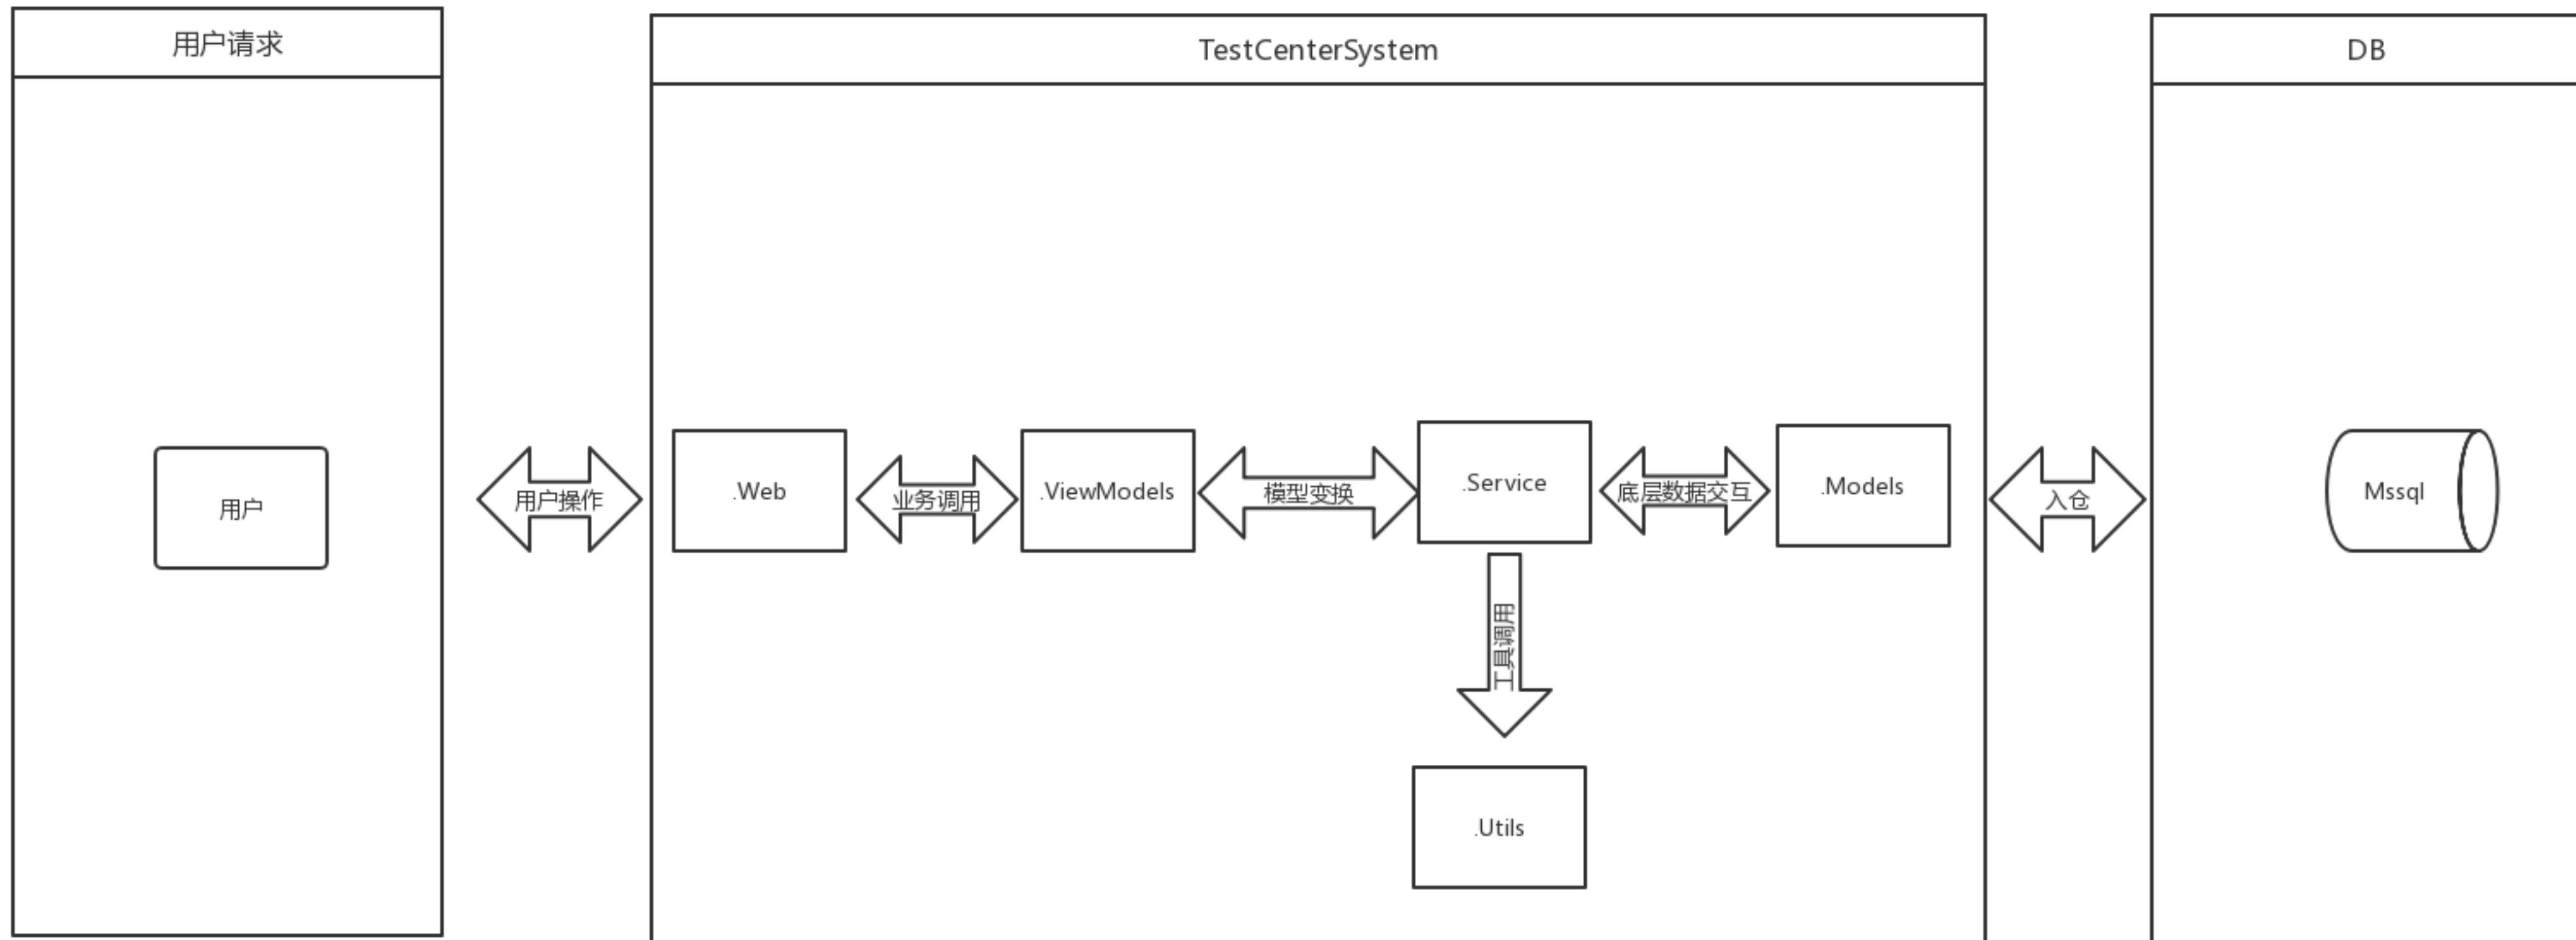 用户请求
TestCenterSystem
DB
用户
用户操作
.Web
业务调用
.ViewModels
模型变换
.Service
底层数据交互
.Models
入仓
Mssql
工具调用
.Utils